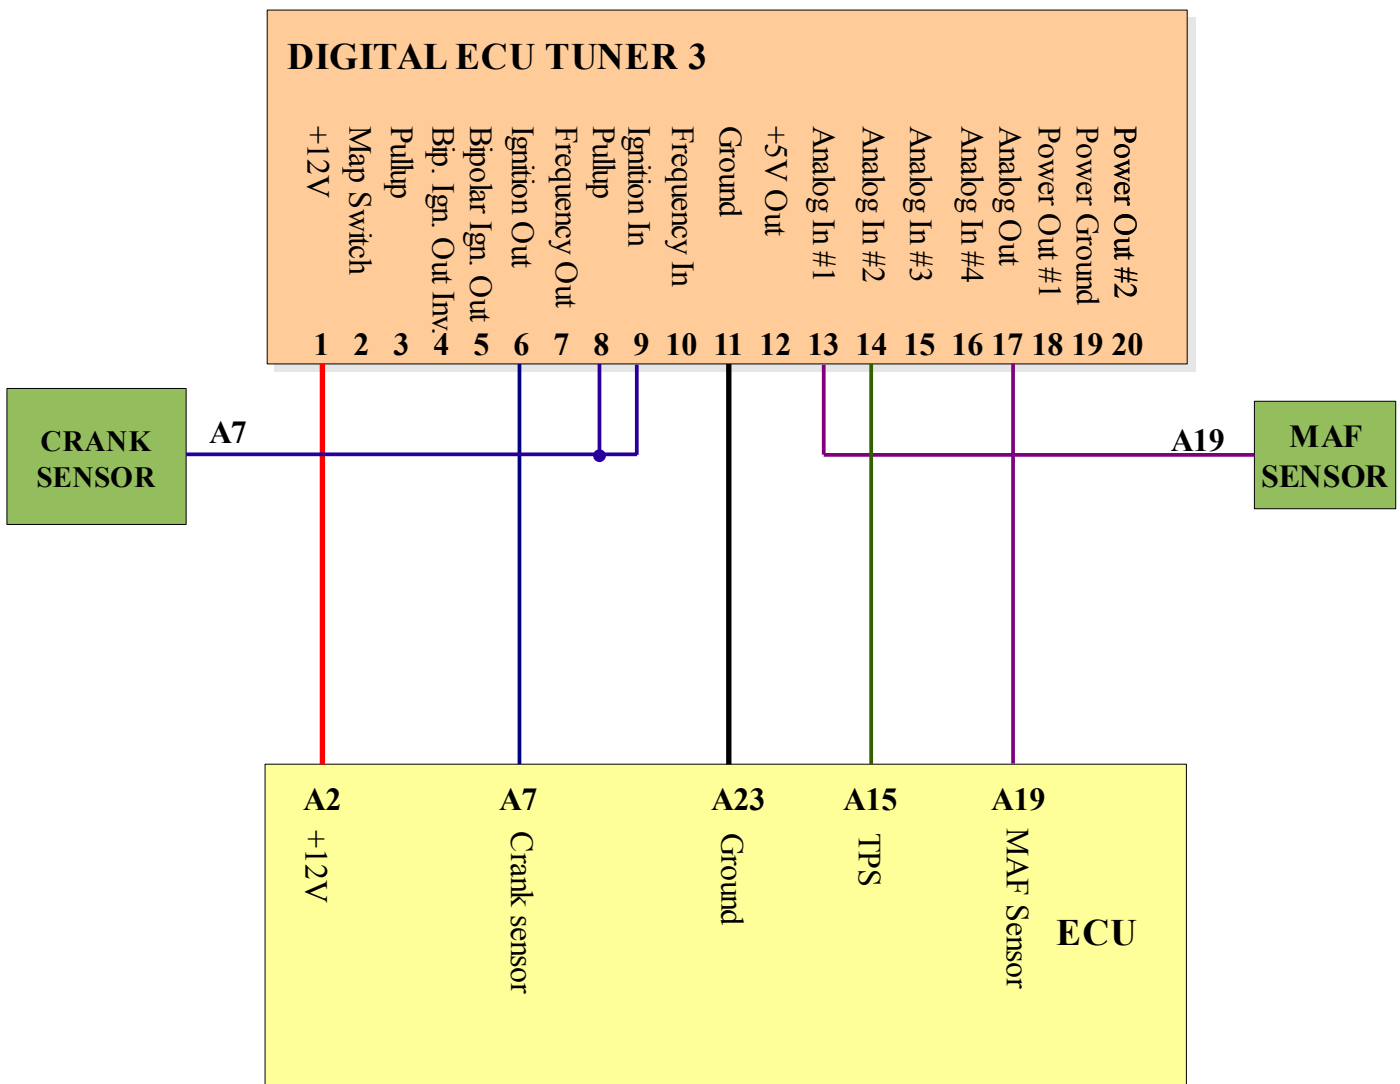 DIGITAL ECU TUNER 3
+12V
Map Switch
Pullup
Bip. Ign. Out Inv.
Bipolar Ign. Out
Ignition Out
Frequency Out
Pullup
Ignition In
Frequency In
Ground
+5V Out
Analog In #1
Analog In #2
Analog In #3
Analog In #4
Analog Out
Power Out #1
Power Ground
Power Out #2
1 2 3 4 5 6 7 8 9 10 11 12 13 14 15 16 17 18 19 20
CRANK
SENSOR
A7
A19
MAF
SENSOR
A2 A7 A23 A15 A19
+12V
Crank sensor
Ground
TPS
MAF Sensor
ECU